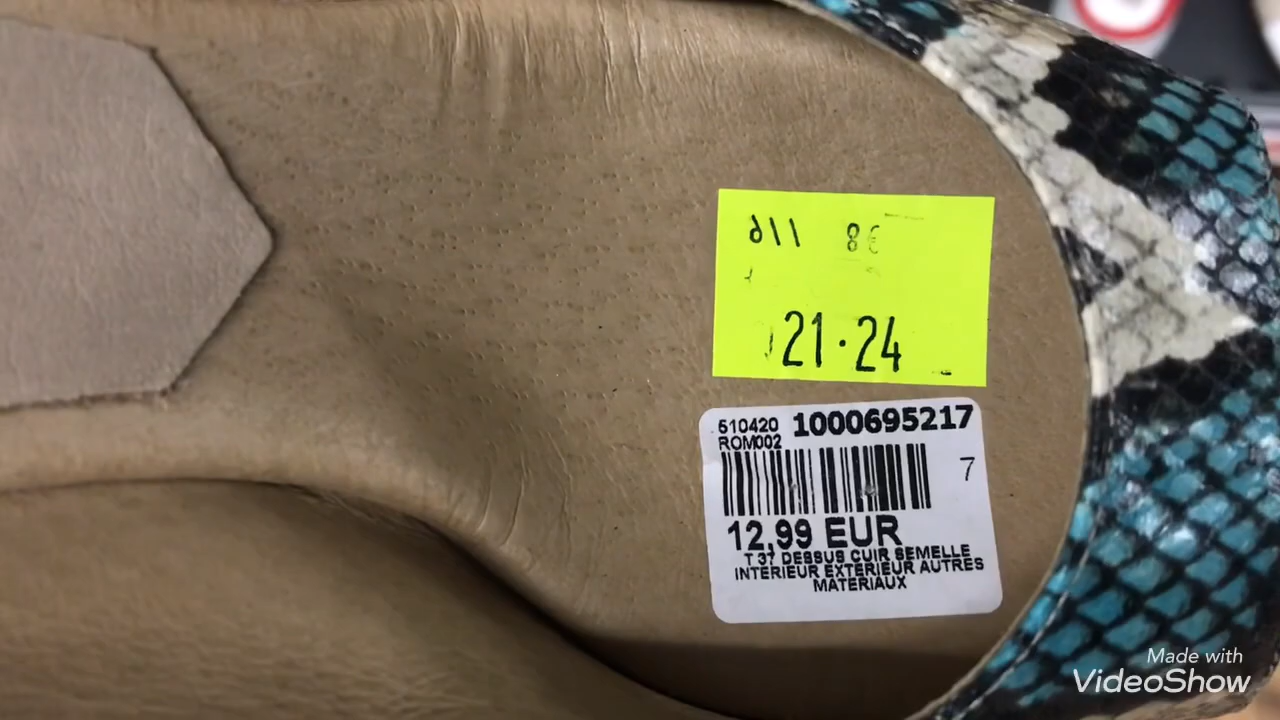 8€
21·24
510420 1000695217
ROM002
7
12,99 EUR
T 37 DESSUS CUIR SEMELLE
INTERIEUR EXTERIEUR AUTRES
MATERIAUX
Made with
VideoShow